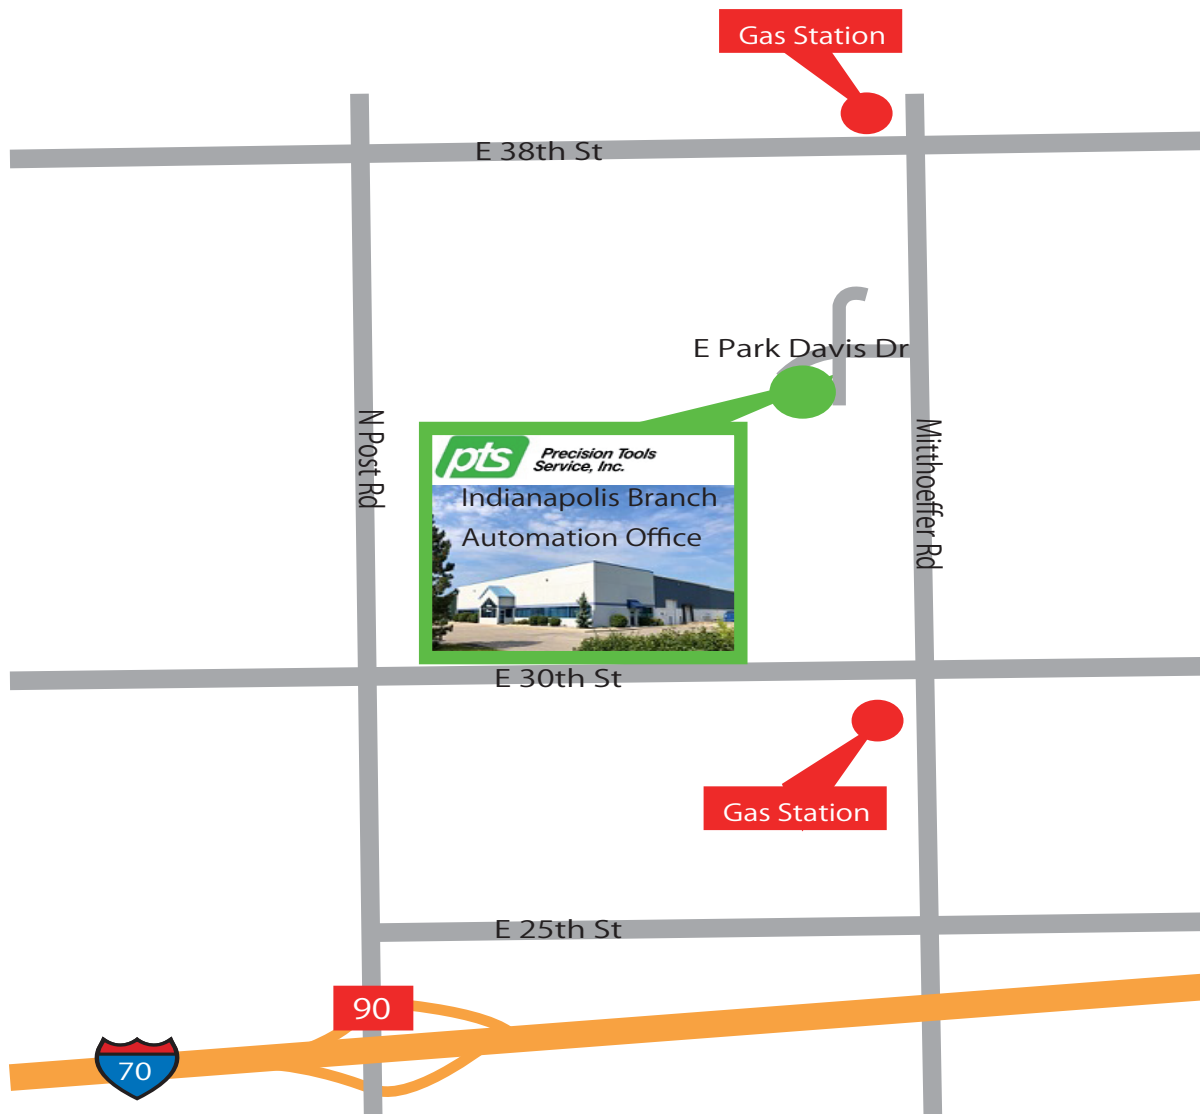 Gas Station
E 38th St
E Park Davis Dr
N Post Rd
Mitthoeffer Rd
pts
Precision Tools
Service, Inc.
Indianapolis Branch
Automation Office
E 30th St
Gas Station
E 25th St
90
70